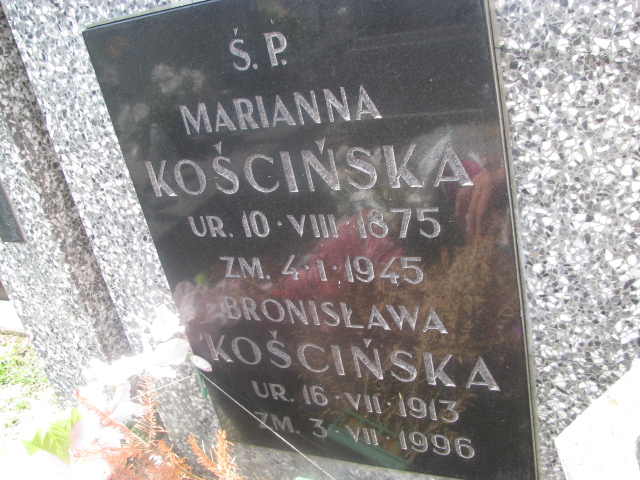 Ś. P.
MARIANNA
KOŚCIŃSKA
UR. 10 · VIII · 1875
ZM. 4 · I · 1945
BRONISŁAWA
KOŚCIŃSKA
UR. 16 · VII · 1913
ZM. 3 · VII · 1996